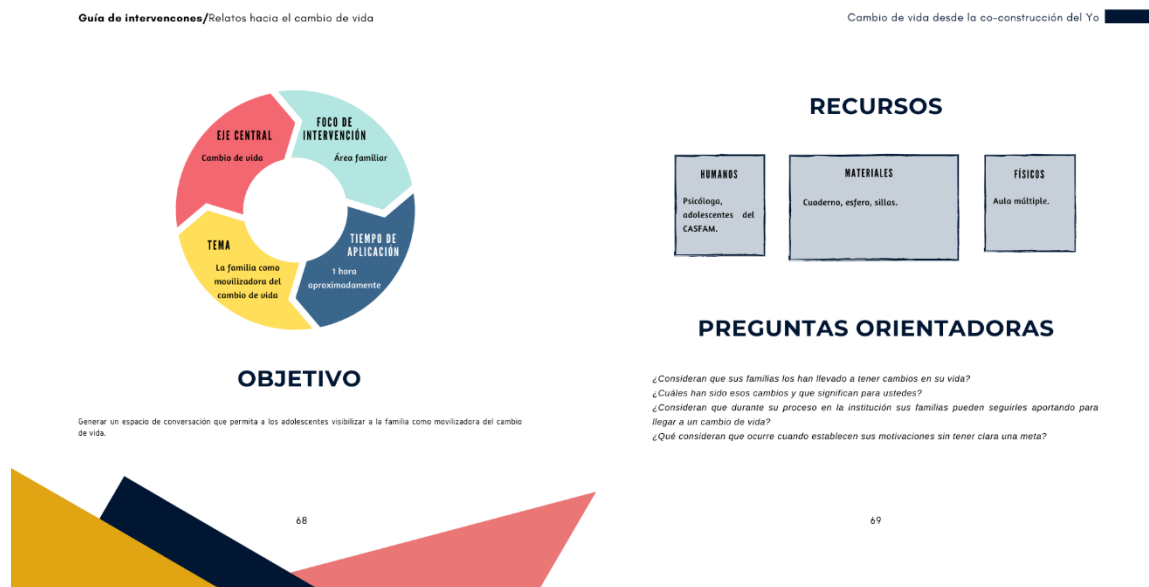 Guía de intervencones/Relatos hacia el cambio de vida
EJE CENTRAL
Cambio de vida
FOCO DE
INTERVENCIÓN
Área familiar
TEMA
La familia como
movilizadora del
cambio de vida
TIEMPO DE
APLICACIÓN
1 hora
aproximadamente
OBJETIVO
Generar un espacio de conversación que permita a los adolescentes visibilizar a la familia como movilizadora del cambio
de vida.
68
Cambio de vida desde la co-construcción del Yo
RECURSOS
HUMANOS
Psicóloga,
adolescentes del
CASFAM.
MATERIALES
Cuaderno, esfero, sillas.
FÍSICOS
Aula múltiple.
PREGUNTAS ORIENTADORAS
¿Consideran que sus familias los han llevado a tener cambios en su vida?
¿Cuáles han sido esos cambios y que significan para ustedes?
¿Consideran que durante su proceso en la institución sus familias pueden seguirles aportando para
llegar a un cambio de vida?
¿Qué consideran que ocurre cuando establecen sus motivaciones sin tener clara una meta?
69